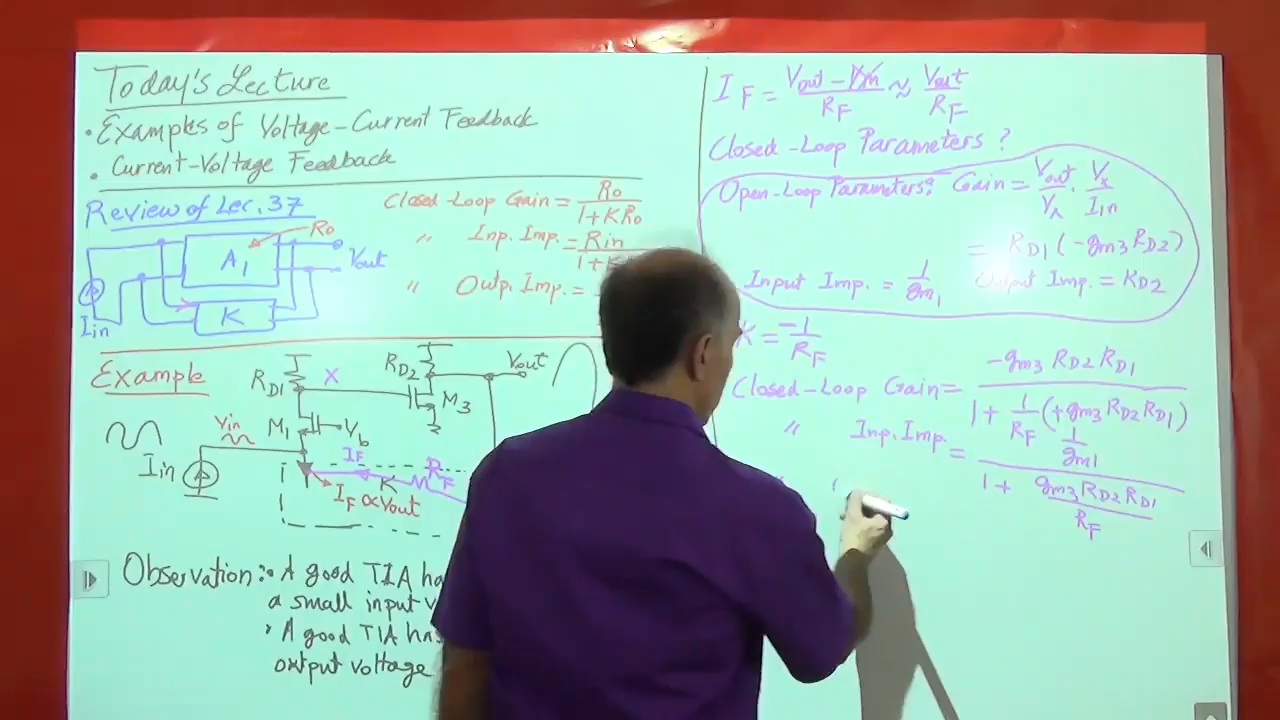 Today's Lecture
• Examples of Voltage-Current Feedback
• Current-Voltage Feedback
Review of Lec. 37
Closed-Loop Gain = Ro / 1+KRo
" Inp. Imp. = Rin / 1+K
" Outp. Imp. =
Ro
A1
K
Iin
Vout
Example
RD1
X
RD2
Vout
M3
M1
Vb
Vin
Iin
IF
RF
K
IF ∝ Vout
Observation: • A good TIA ha
a small input v
• A good TIA has
output voltage
IF = Vout - Vin / RF ≈ Vout / RF
Closed-Loop Parameters ?
Open-Loop Parameters: Gain = Vout / Vx · Vx / Iin
= RD1 (-gm3 RD2)
Input Imp. = 1 / gm1 Output Imp. = RD2
K = -1 / RF
Closed-Loop Gain = -gm3 RD2 RD1 / 1 + 1/RF (+gm3 RD2 RD1)
" Inp. Imp. = 1/gm1 / 1 + gm3 RD2 RD1 / RF